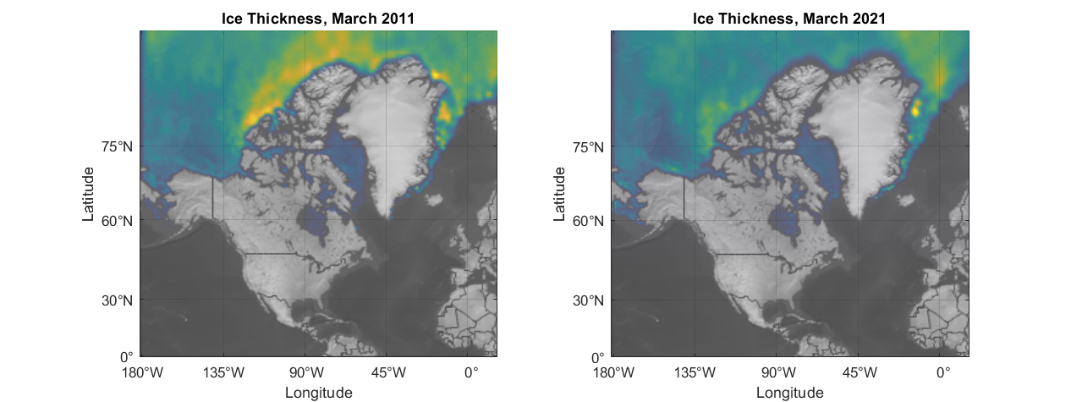 Ice Thickness, March 2011
75°N
60°N
30°N
0°
Latitude
180°W 135°W 90°W 45°W 0°
Longitude
Ice Thickness, March 2021
75°N
60°N
30°N
0°
Latitude
180°W 135°W 90°W 45°W 0°
Longitude